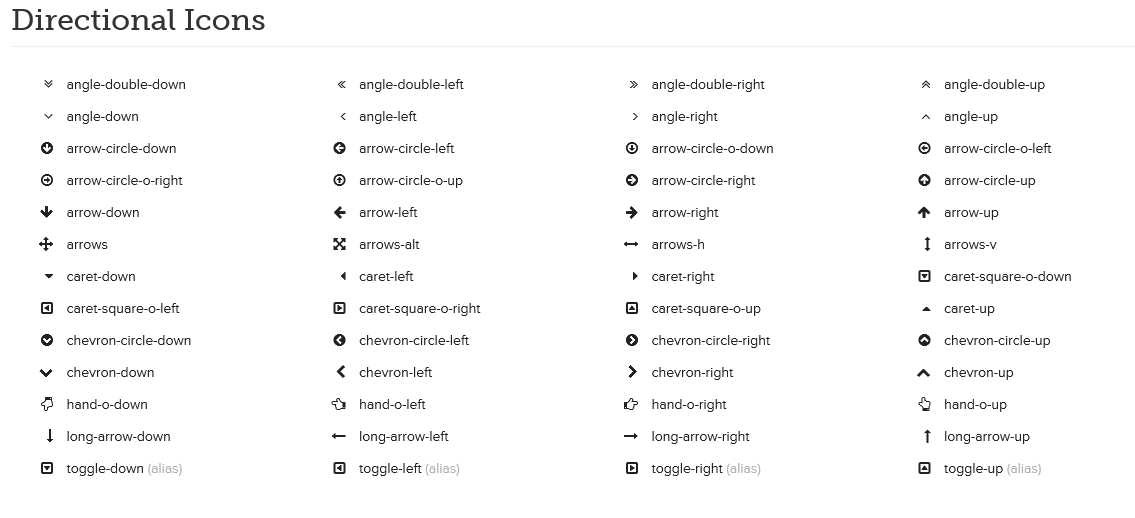 Directional Icons
angle-double-down angle-double-left angle-double-right angle-double-up
angle-down angle-left angle-right angle-up
arrow-circle-down arrow-circle-left arrow-circle-o-down arrow-circle-o-left
arrow-circle-o-right arrow-circle-o-up arrow-circle-right arrow-circle-up
arrow-down arrow-left arrow-right arrow-up
arrows arrows-alt arrows-h arrows-v
caret-down caret-left caret-right caret-square-o-down
caret-square-o-left caret-square-o-right caret-square-o-up caret-up
chevron-circle-down chevron-circle-left chevron-circle-right chevron-circle-up
chevron-down chevron-left chevron-right chevron-up
hand-o-down hand-o-left hand-o-right hand-o-up
long-arrow-down long-arrow-left long-arrow-right long-arrow-up
toggle-down (alias) toggle-left (alias) toggle-right (alias) toggle-up (alias)